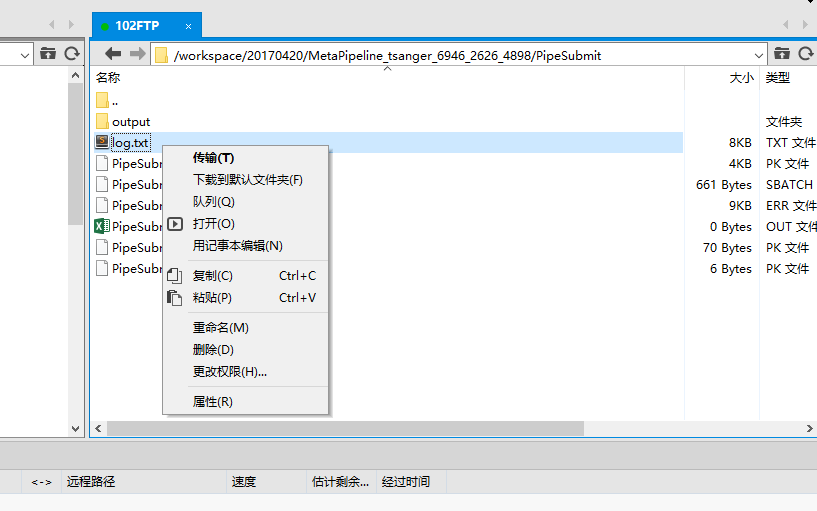 102FTP ×
/workspace/20170420/MetaPipeline_tsanger_6946_2626_4898/PipeSubmit
名称 大小 类型
..
output 文件夹
log.txt 8KB TXT 文件
PipeSubm 4KB PK 文件
PipeSubm 661 Bytes SBATCH
PipeSubm 9KB ERR 文件
PipeSubm 0 Bytes OUT 文件
PipeSubm 70 Bytes PK 文件
PipeSubm 6 Bytes PK 文件
传输(T)
下载到默认文件夹(F)
队列(Q)
打开(O)
用记事本编辑(N)
复制(C) Ctrl+C
粘贴(P) Ctrl+V
重命名(M)
删除(D)
更改权限(H)...
属性(R)
<-> 远程路径 速度 估计剩余... 经过时间